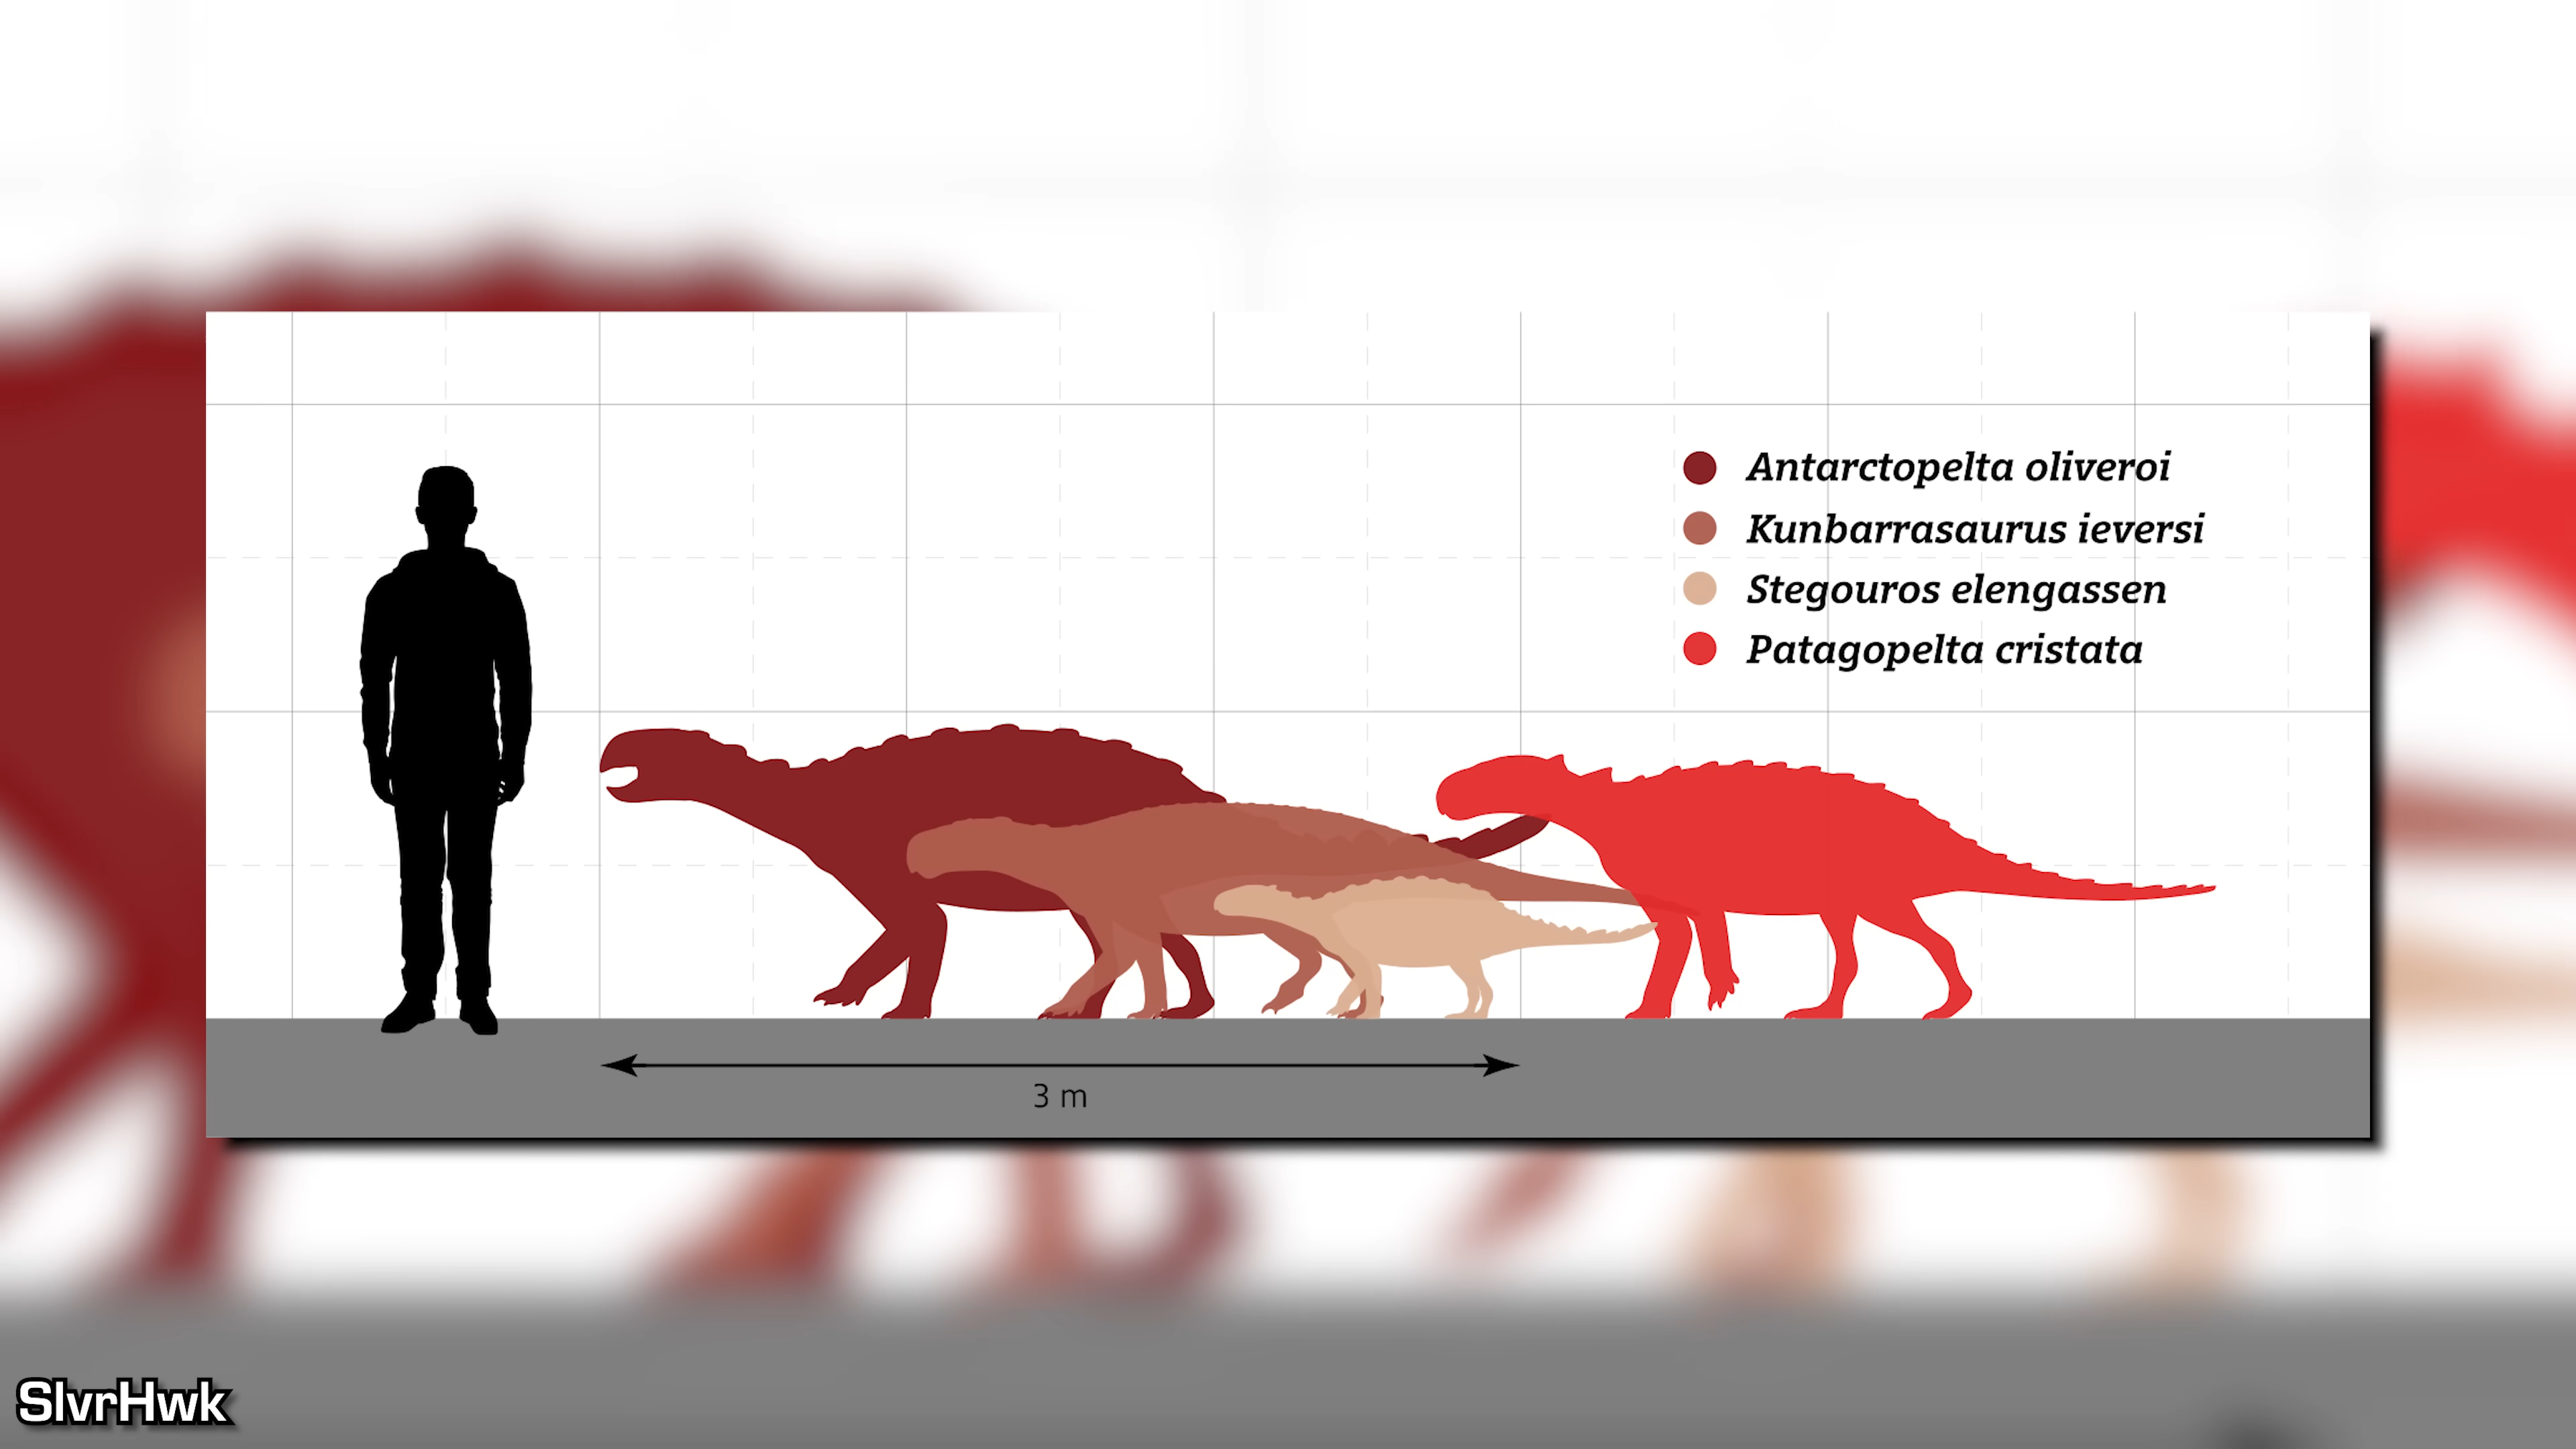 Antarctopelta oliveroi
Kunbarrasaurus ieversi
Stegouros elengassen
Patagopelta cristata
3 m
SlvrHwk